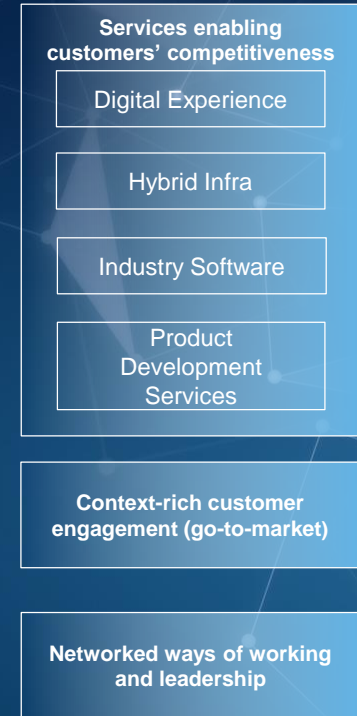 Services enabling
customers’ competitiveness
Digital Experience
Hybrid Infra
Industry Software
Product
Development
Services
Context-rich customer
engagement (go-to-market)
Networked ways of working
and leadership